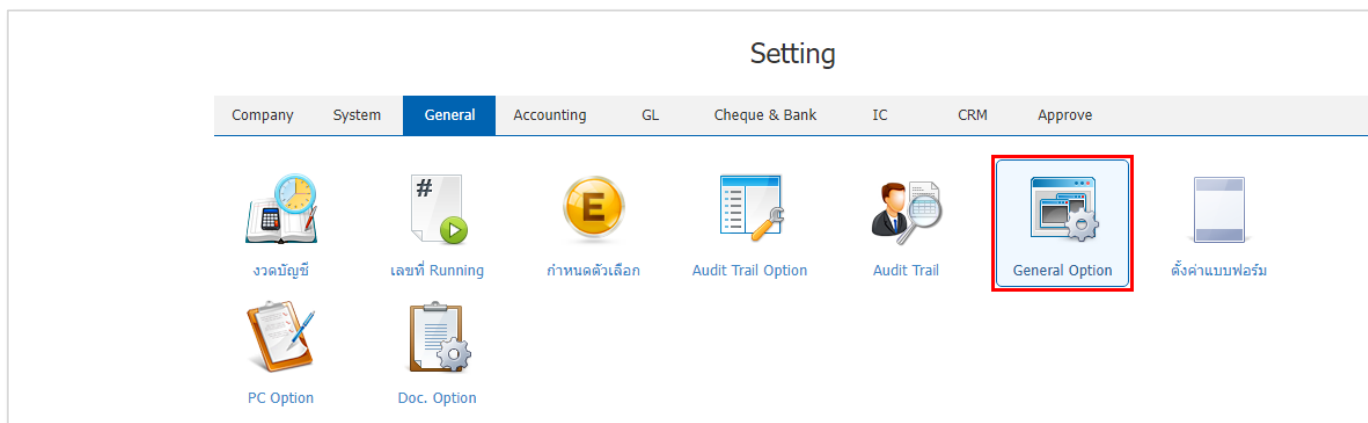 Setting
Company System General Accounting GL Cheque & Bank IC CRM Approve
# E
งวดบัญชี เลขที่ Running กำหนดตัวเลือก Audit Trail Option Audit Trail General Option ตั้งค่าแบบฟอร์ม
PC Option Doc. Option